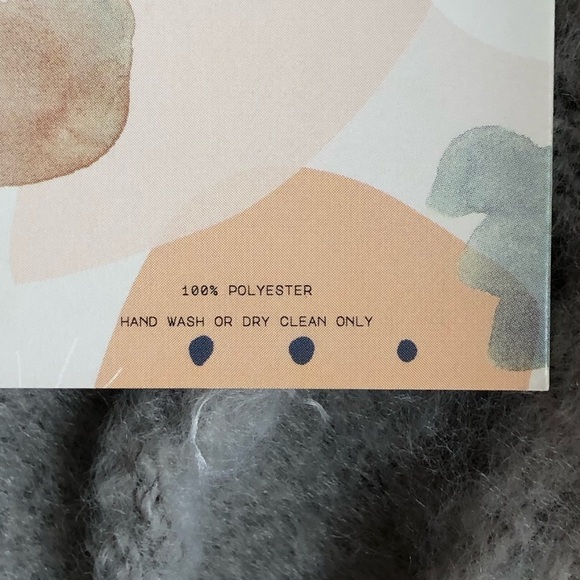 100% POLYESTER
HAND WASH OR DRY CLEAN ONLY